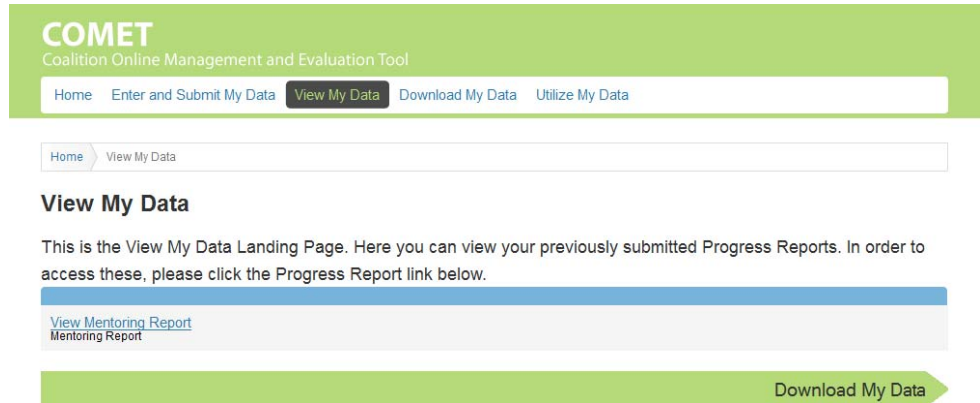 COMET
Coalition Online Management and Evaluation Tool
Home Enter and Submit My Data View My Data Download My Data Utilize My Data
Home View My Data
View My Data
This is the View My Data Landing Page. Here you can view your previously submitted Progress Reports. In order to
access these, please click the Progress Report link below.
View Mentoring Report
Mentoring Report
Download My Data